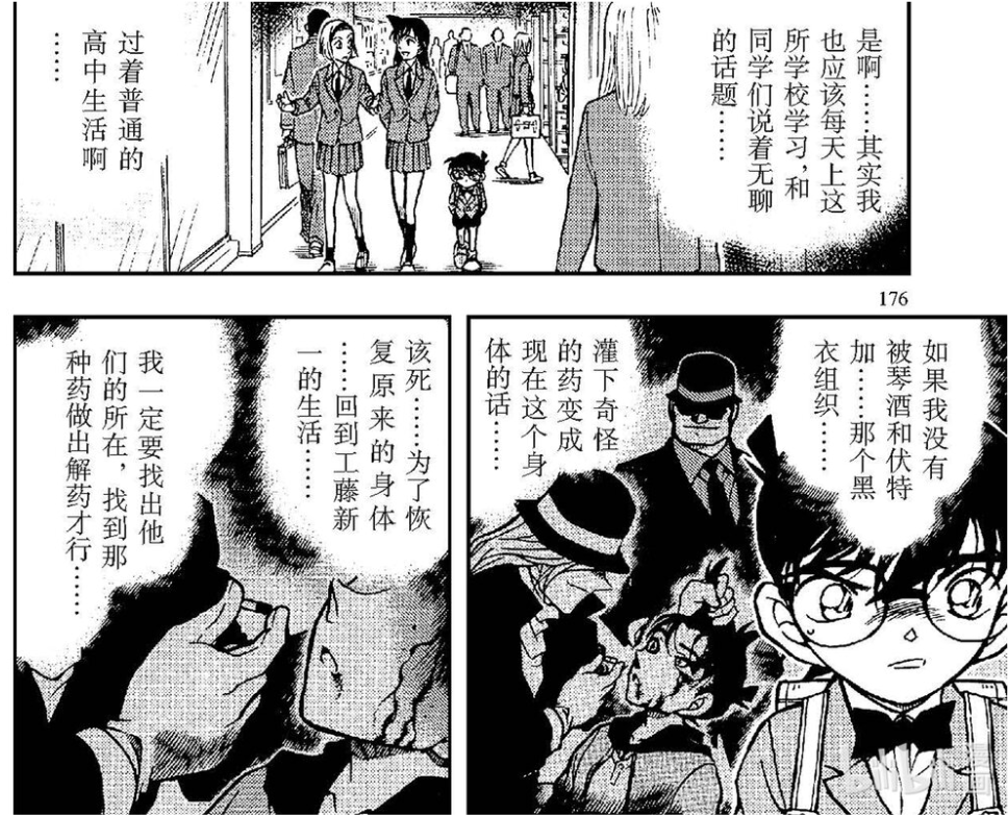 是啊……其实我
也应该每天上这
所学校学习，和
同学们说着无聊
的话题……
过着普通的
高中生活啊
……
176
如果我没有
被琴酒和伏特
加……那个黑
衣组织……
灌下奇怪
的药变成
现在这个身
体的话……
该死……为了恢
复原来的身体
……回到工藤新
一的生活……
我一定要找出他
们的所在，找到那
种药做出解药才行……